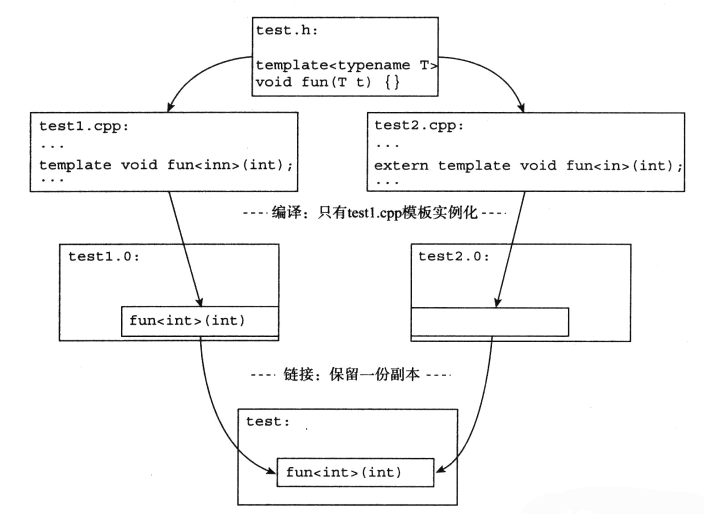 test.h:
template<typename T>
void fun(T t) {}
test1.cpp:
...
template void fun<inn>(int);
...
test2.cpp:
...
extern template void fun<in>(int);
...
---- 编译：只有test1.cpp模板实例化 ----
test1.0:
fun<int>(int)
test2.0:
---- 链接：保留一份副本 ----
test:
fun<int>(int)